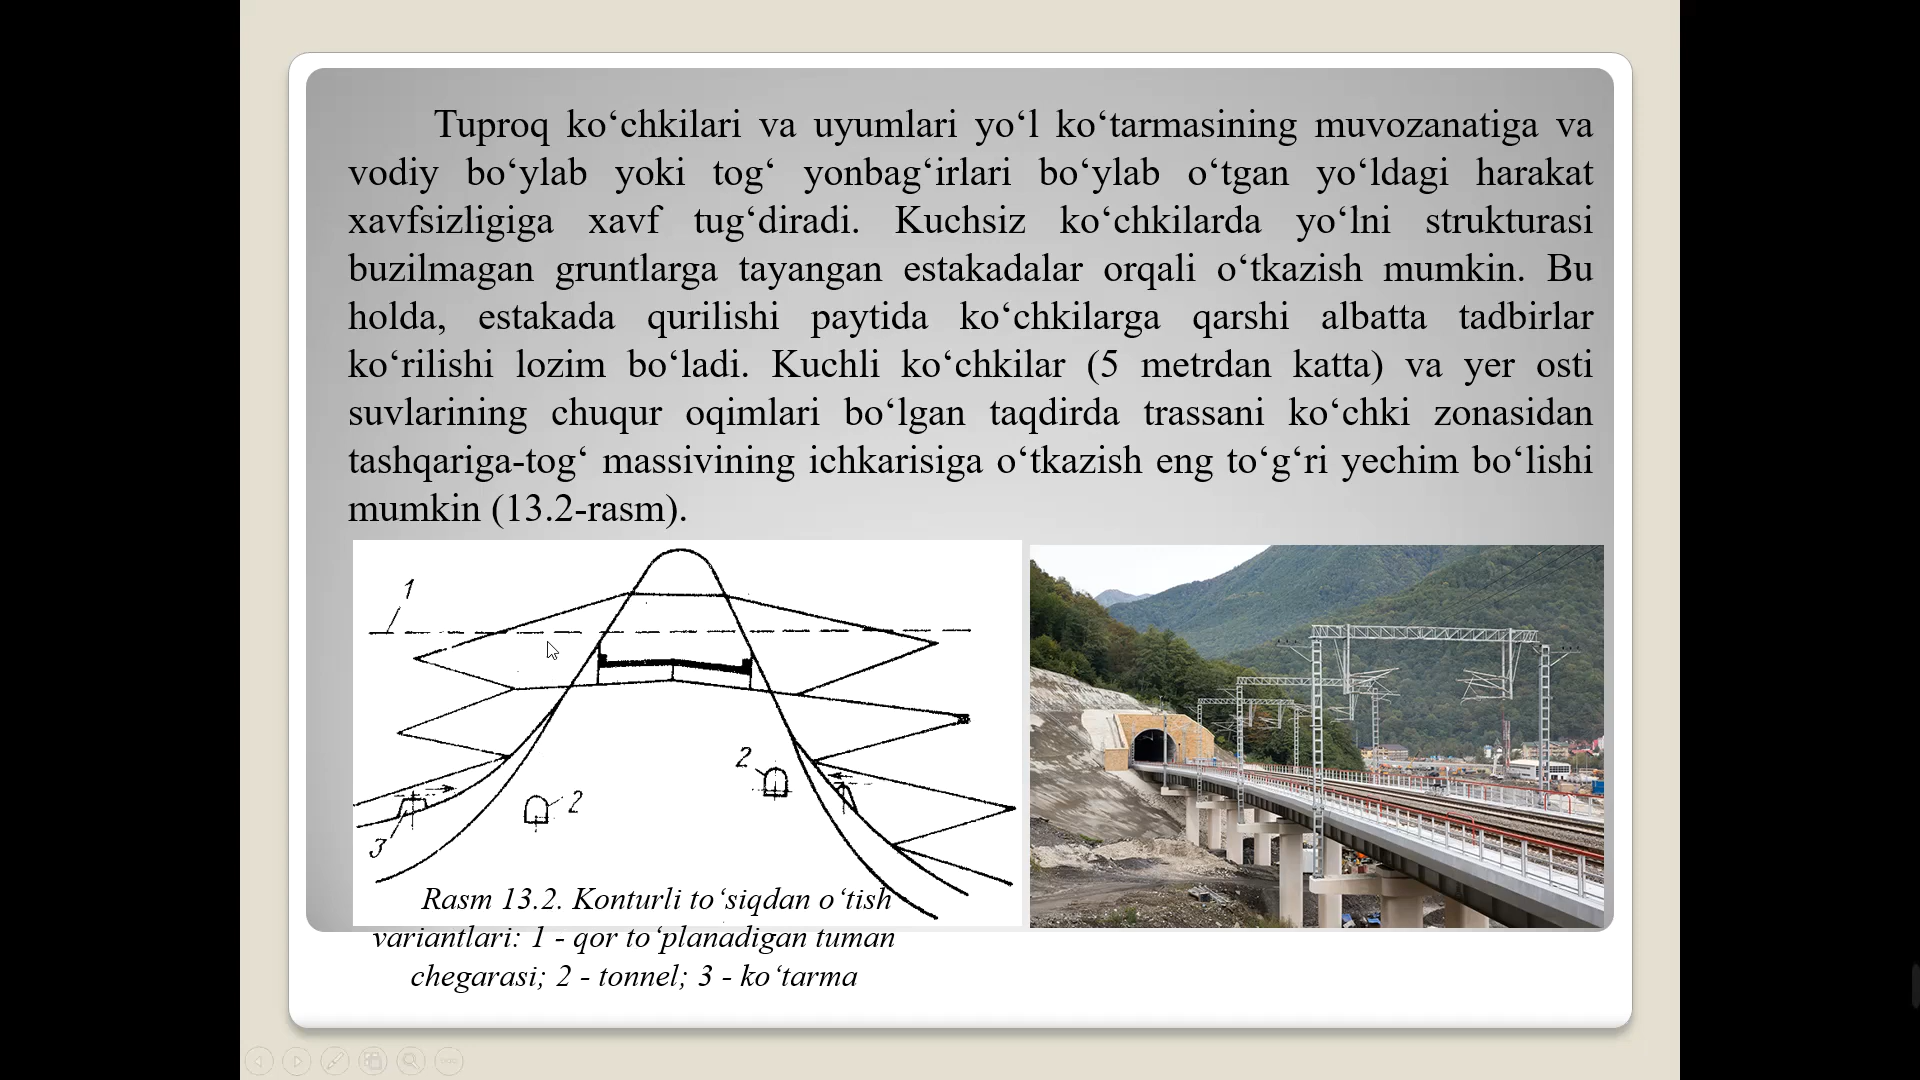 Tuproq ko‘chkilari va uyumlari yo‘l ko‘tarmasining muvozanatiga va
vodiy bo‘ylab yoki tog‘ yonbag‘irlari bo‘ylab o‘tgan yo‘ldagi harakat
xavfsizligiga xavf tug‘diradi. Kuchsiz ko‘chkilarda yo‘lni strukturasi
buzilmagan gruntlarga tayangan estakadalar orqali o‘tkazish mumkin. Bu
holda, estakada qurilishi paytida ko‘chkilarga qarshi albatta tadbirlar
ko‘rilishi lozim bo‘ladi. Kuchli ko‘chkilar (5 metrdan katta) va yer osti
suvlarining chuqur oqimlari bo‘lgan taqdirda trassani ko‘chki zonasidan
tashqariga-tog‘ massivining ichkarisiga o‘tkazish eng to‘g‘ri yechim bo‘lishi
mumkin (13.2-rasm).
1
2
2
3
Rasm 13.2. Konturli to‘siqdan o‘tish
variantlari: 1 - qor to‘planadigan tuman
chegarasi; 2 - tonnel; 3 - ko‘tarma